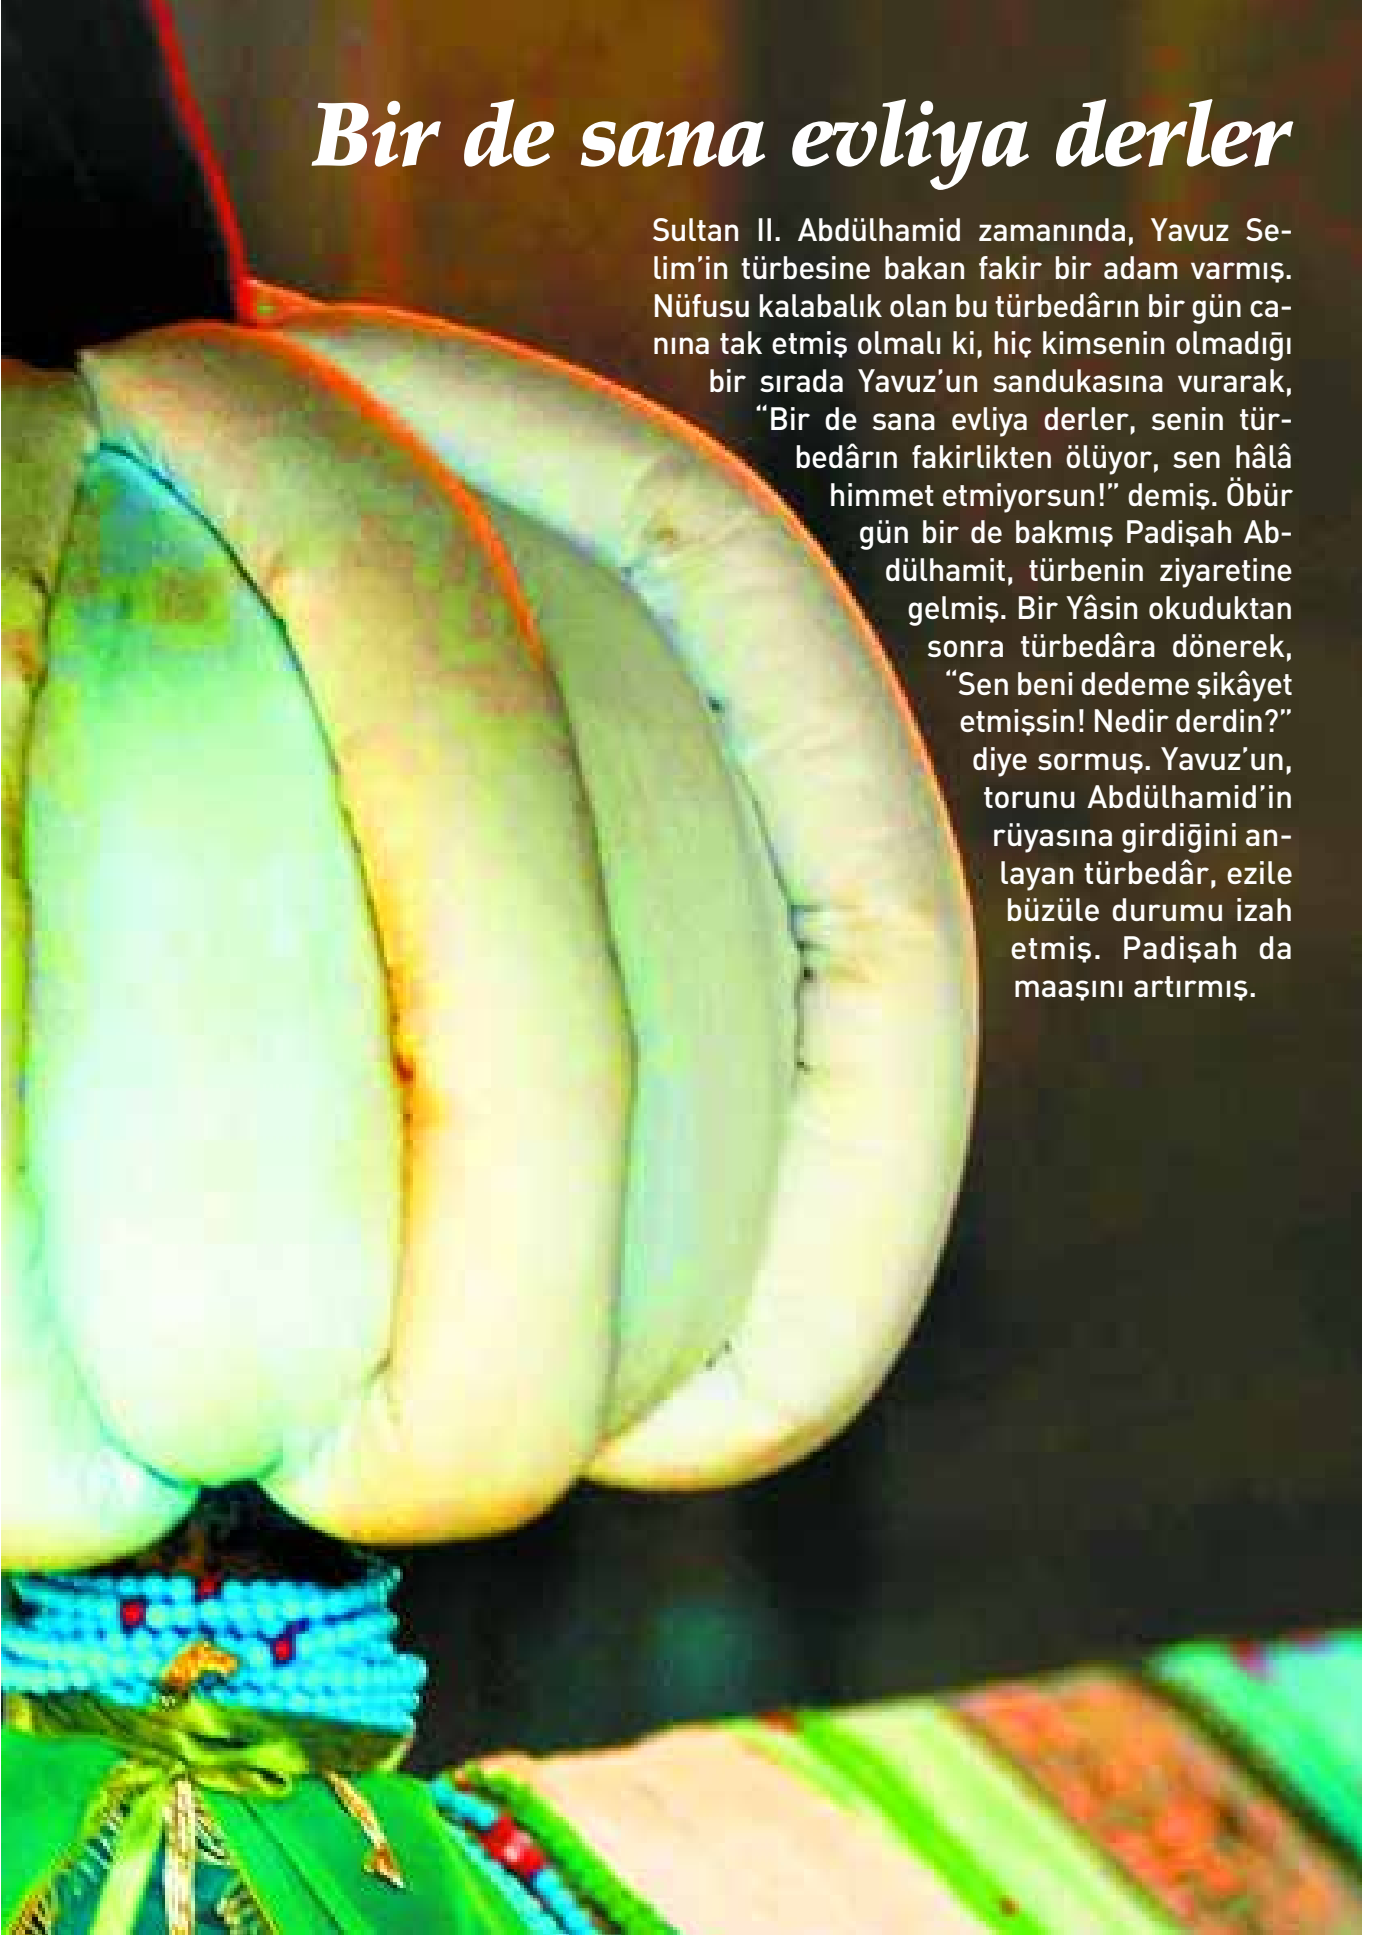 Bir de sana evliya derler
Sultan II. Abdülhamid zamanında, Yavuz Se-
lim’in türbesine bakan fakir bir adam varmış.
Nüfusu kalabalık olan bu türbedârın bir gün ca-
nına tak etmiş olmalı ki, hiç kimsenin olmadığı
bir sırada Yavuz’un sandukasına vurarak,
“Bir de sana evliya derler, senin tür-
bedârın fakirlikten ölüyor, sen hâlâ
himmet etmiyorsun!” demiş. Öbür
gün bir de bakmış Padişah Ab-
dülhamit, türbenin ziyaretine
gelmiş. Bir Yâsin okuduktan
sonra türbedâra dönerek,
“Sen beni dedeme şikâyet
etmişsin! Nedir derdin?”
diye sormuş. Yavuz’un,
torunu Abdülhamid’in
rüyasına girdiğini an-
layan türbedâr, ezile
büzüle durumu izah
etmiş. Padişah da
maaşını artırmış.